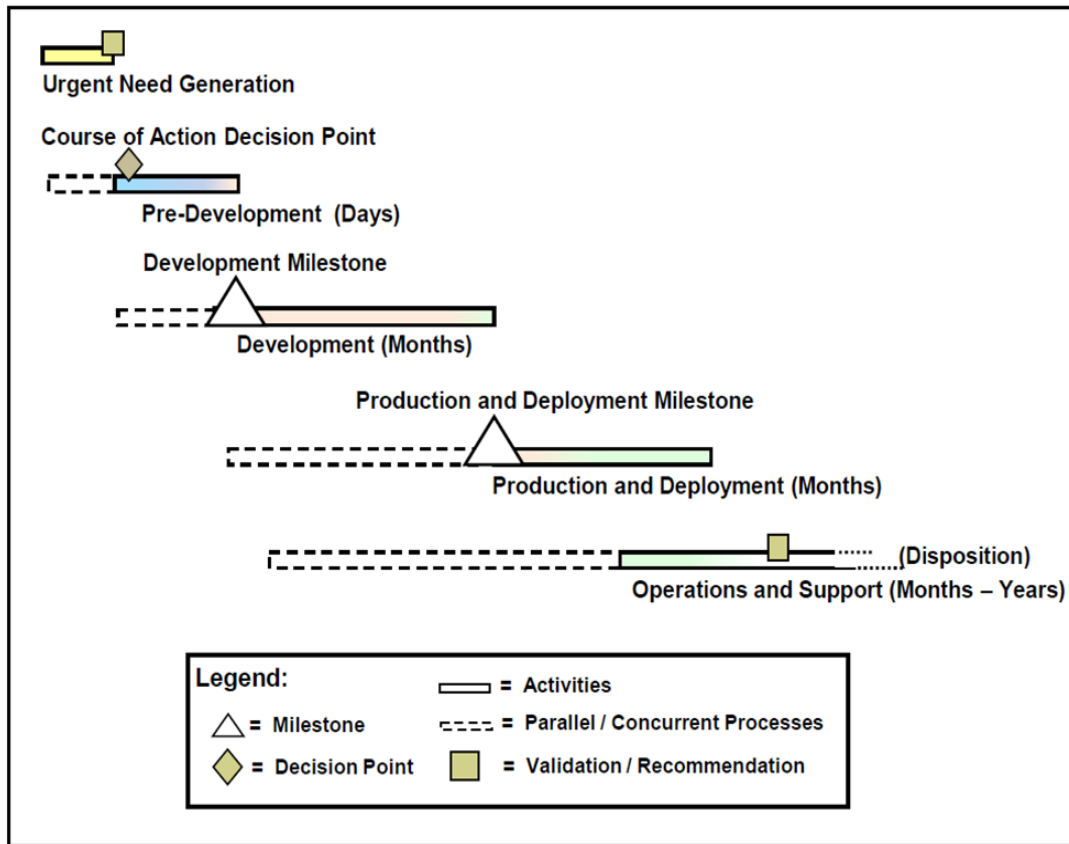 Urgent Need Generation
Course of Action Decision Point
Pre-Development (Days)
Development Milestone
Development (Months)
Production and Deployment Milestone
Production and Deployment (Months)
(Disposition)
Operations and Support (Months – Years)
Legend:
= Activities
= Milestone
= Parallel / Concurrent Processes
= Decision Point
= Validation / Recommendation